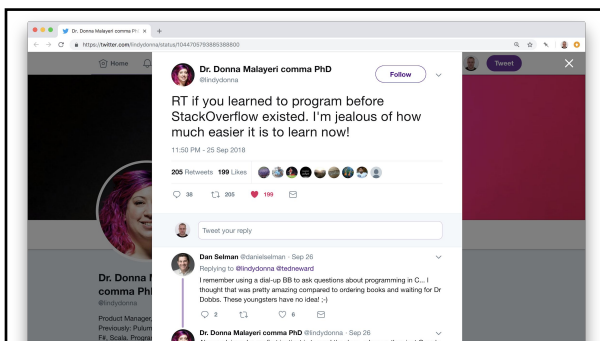 Dr. Donna Malayeri comma PhD
https://twitter.com/lindydonna/status/1044705793885388800
Home
Tweet
Dr. Donna Malayeri comma PhD
@lindydonna
Follow
RT if you learned to program before
StackOverflow existed. I'm jealous of how
much easier it is to learn now!
11:50 PM - 25 Sep 2018
205 Retweets 199 Likes
38 205 199
Tweet your reply
Dan Selman @danielselman · Sep 26
Replying to @lindydonna @tedneward
I remember using a dial-up BB to ask questions about programming in C... I
thought that was pretty amazing compared to ordering books and waiting for Dr
Dobbs. These youngsters have no idea! ;-)
2 6
Dr. Donna M
comma PhD
@lindydonna
Product Manager,
Previously: Pulum
F#, Scala. Program
Dr. Donna Malayeri comma PhD @lindydonna · Sep 26